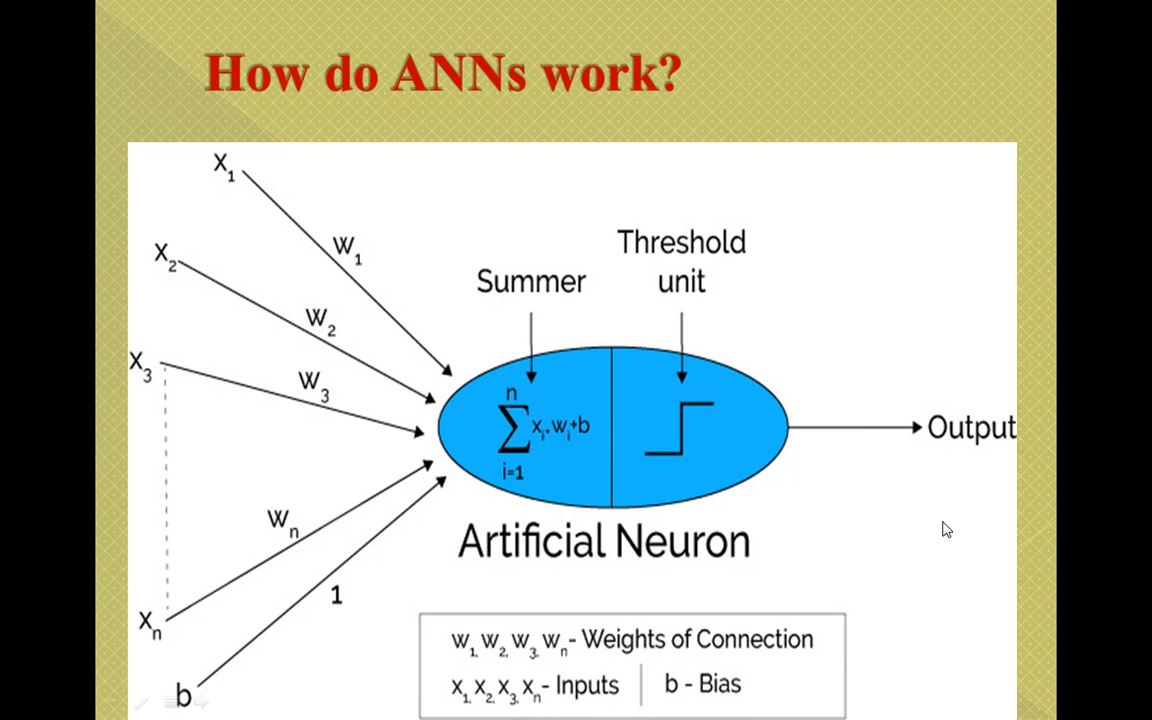 How do ANNs work?
x1
w1
x2
w2
x3
w3
Summer
Threshold
unit
n
∑ xi.wi+b
i=1
Output
wn
Artificial Neuron
xn
1
b
w1, w2, w3, wn- Weights of Connection
x1, x2, x3, xn- Inputs | b - Bias